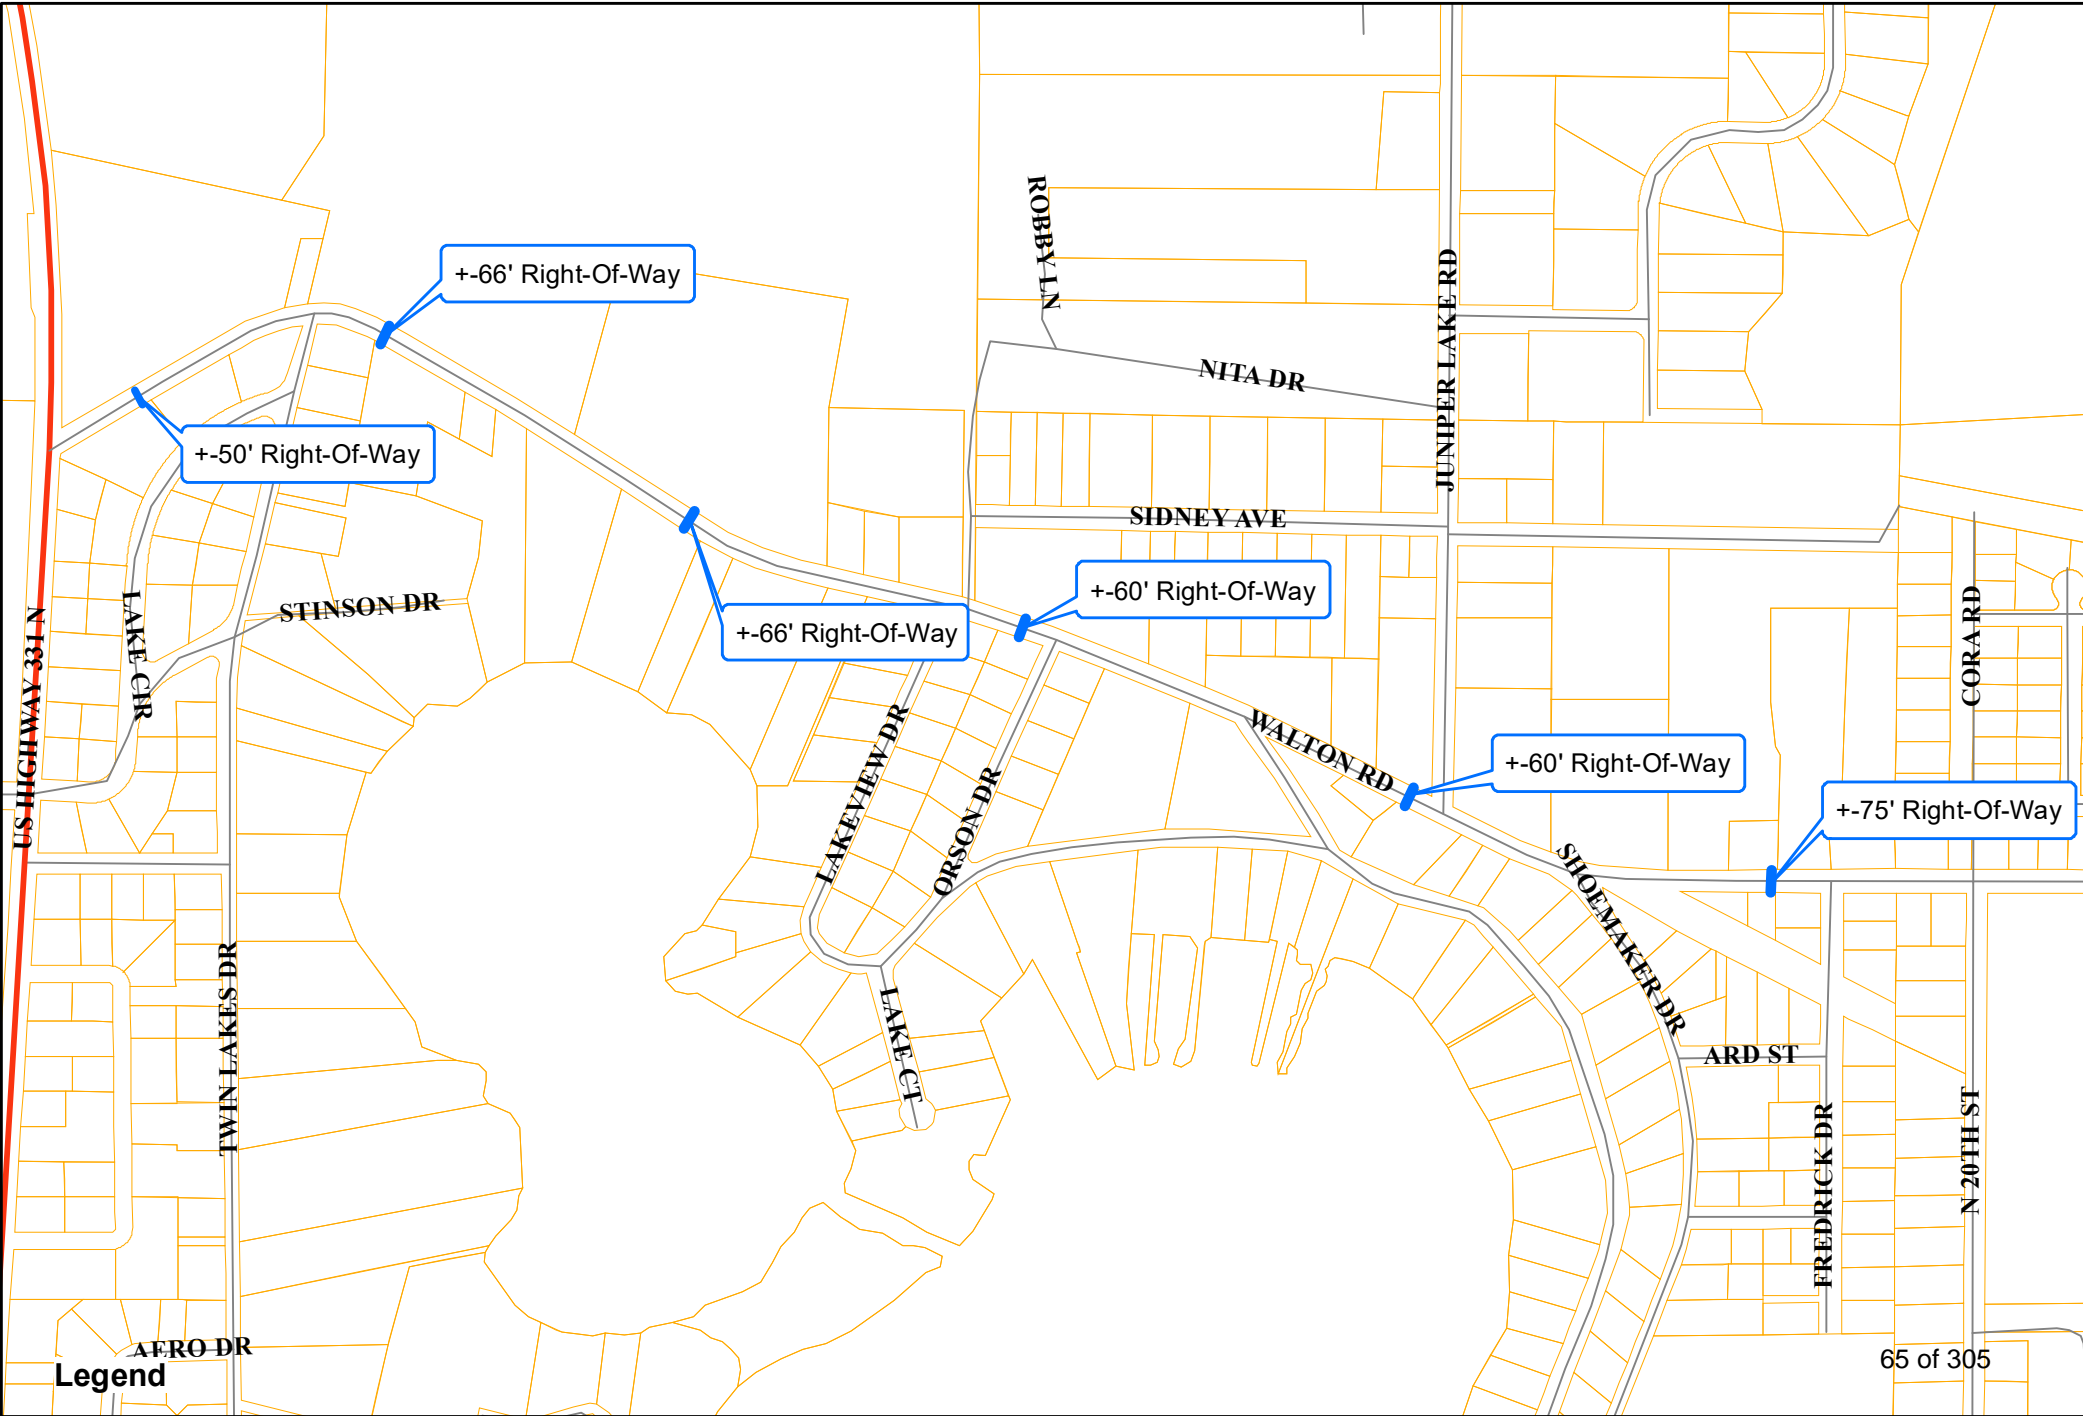 ROBBY LN
+-66' Right-Of-Way
JUNIPER LAKE RD
NITA DR
+-50' Right-Of-Way
SIDNEY AVE
+-60' Right-Of-Way
STINSON DR
LAKE CIR
+-66' Right-Of-Way
US HIGHWAY 331 N
CORA RD
LAKEVIEW DR
WALTON RD
+-60' Right-Of-Way
ORSON DR
+-75' Right-Of-Way
SHOEMAKER DR
TWIN LAKES DR
LAKE CT
ARD ST
FREDRICK DR
N 20TH ST
AERO DR
65 of 305
Legend